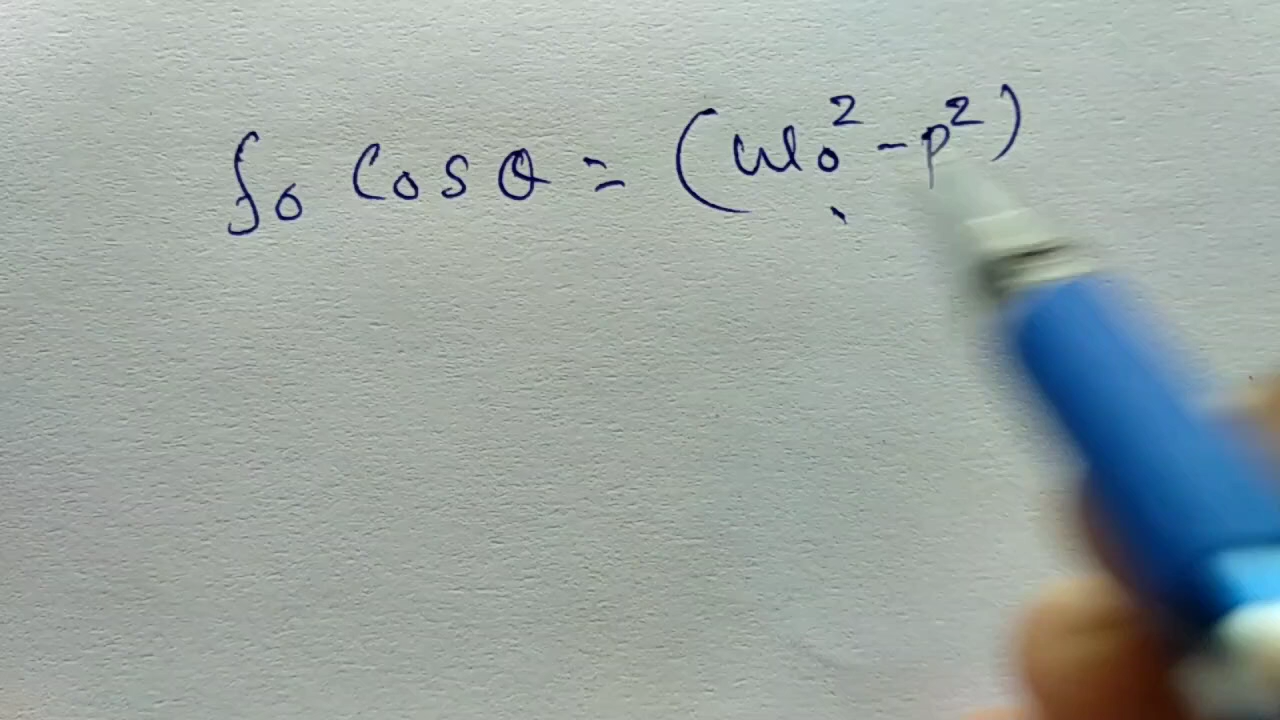 f₀ Cos θ = (ω₀² - p²)